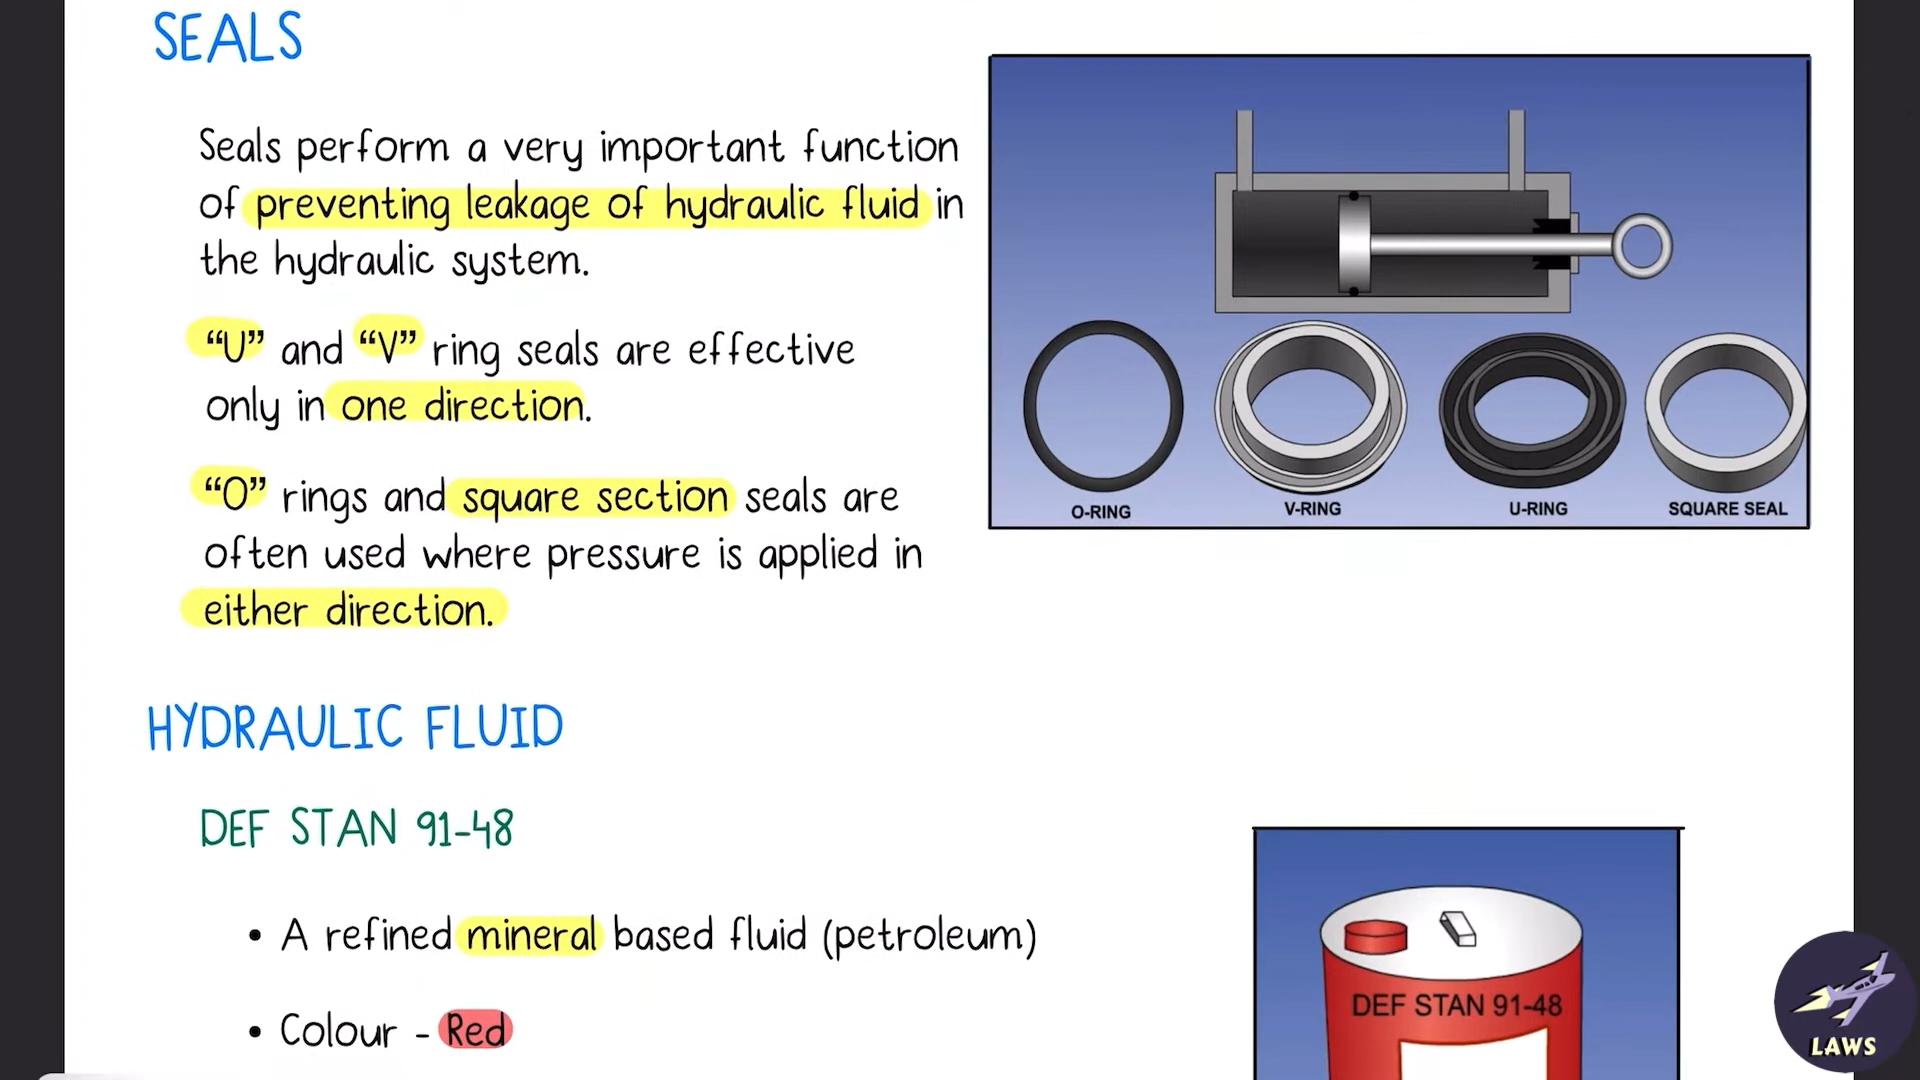 SEALS
Seals perform a very important function
of preventing leakage of hydraulic fluid in
the hydraulic system.
“U” and “V” ring seals are effective
only in one direction.
“O” rings and square section seals are
often used where pressure is applied in
either direction.
O-RING
V-RING
U-RING
SQUARE SEAL
HYDRAULIC FLUID
DEF STAN 91-48
• A refined mineral based fluid (petroleum)
• Colour - Red
DEF STAN 91-48
LAWS